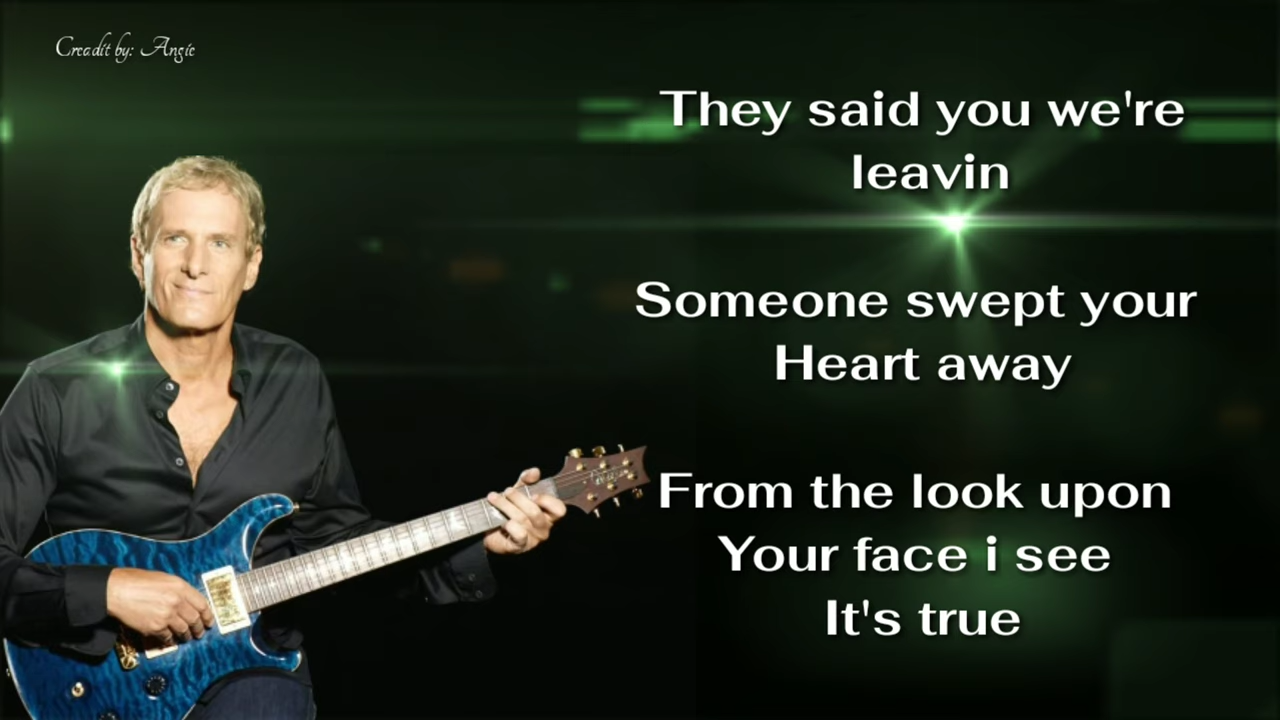 Creadit by: Angie
They said you we're
leavin
Someone swept your
Heart away
From the look upon
Your face i see
It's true